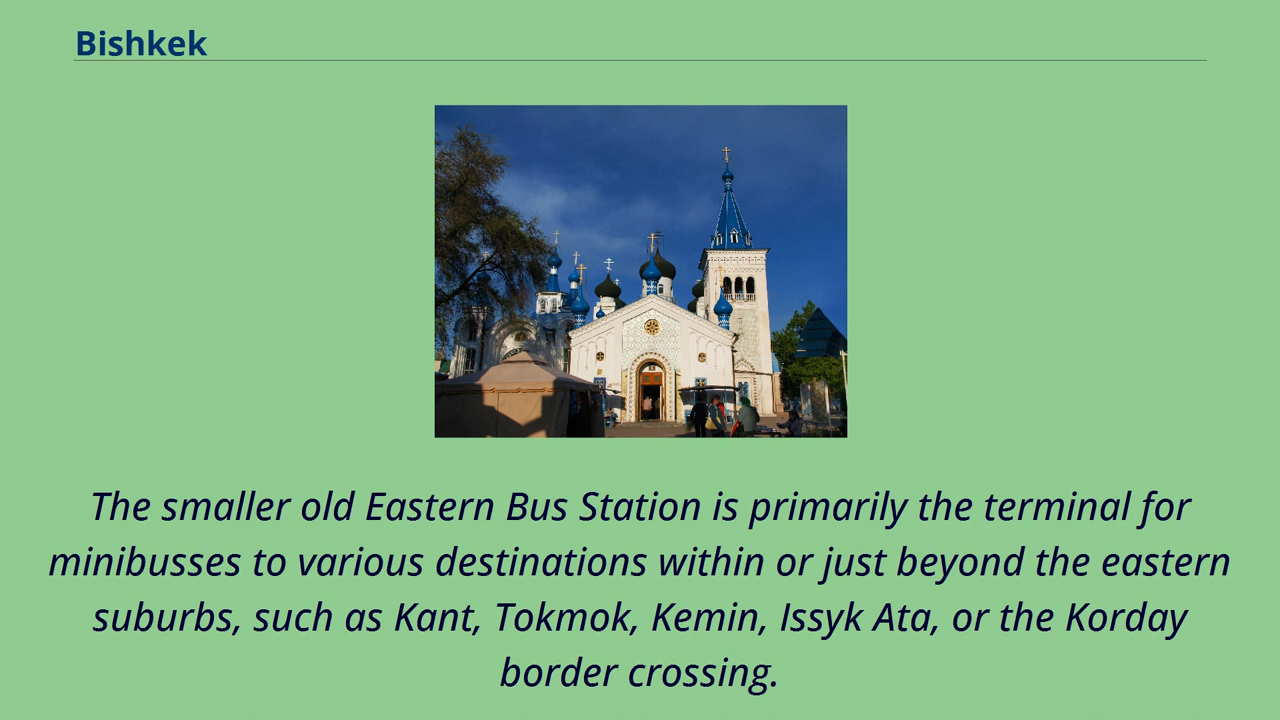 Bishkek
The smaller old Eastern Bus Station is primarily the terminal for
minibusses to various destinations within or just beyond the eastern
suburbs, such as Kant, Tokmok, Kemin, Issyk Ata, or the Korday
border crossing.